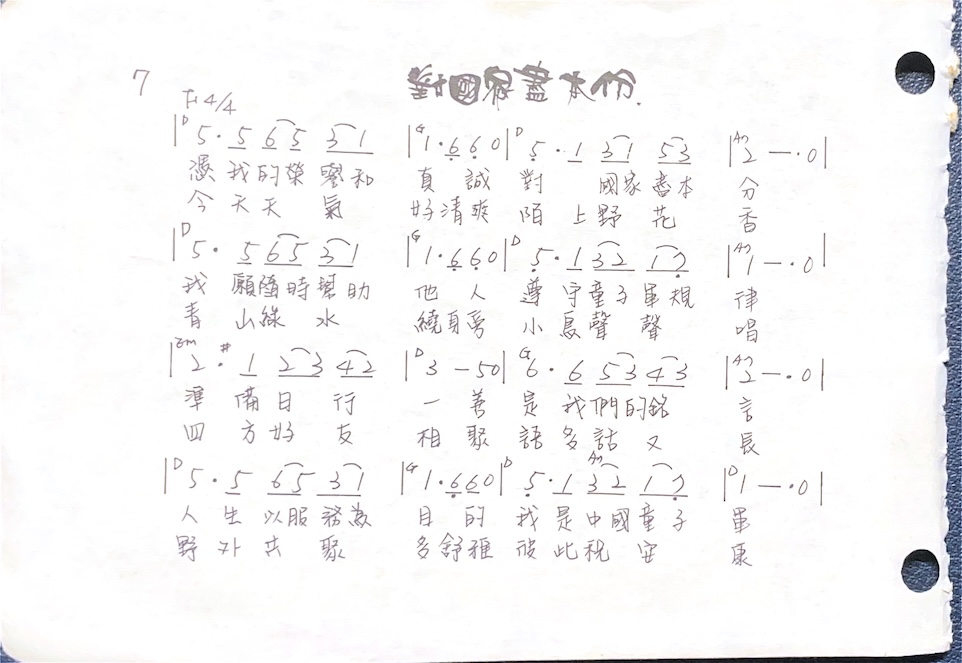 7 對國家盡本份.
F 4/4
|D 5 · 5 6 5 3 1 |G 1 · 6 6 0 |D 5 · 1 3 1 5 3 |A7 2 — · 0|
憑我的榮譽和 真誠 對 國家盡本 分
今天天氣 好清爽 陌上野花 香
|D 5 · 5 6 5 3 1 |G 1 · 6 6 0 |D 5 · 1 3 2 1 7 |A7 1 — · 0|
我 願隨時幫助 他人 遵守童子軍規 律
青 山綠水 繞身旁 小鳥聲聲 唱
|Em 2 · #1 2 3 4 2 |D 3 — 5 0|G 6 · 6 5 3 4 3 |A7 2 — · 0|
準備日行 一善 是我們的銘 言
四方好友 相聚 語多話又 長
|D 5 · 5 6 5 3 1 |G 1 · 6 6 0 |D 5 · 1 A7 3 2 1 7 |D 1 — · 0|
人生以服務為 目的 我是中國童子 軍
野外共聚 多舒雅 彼此祝安 康